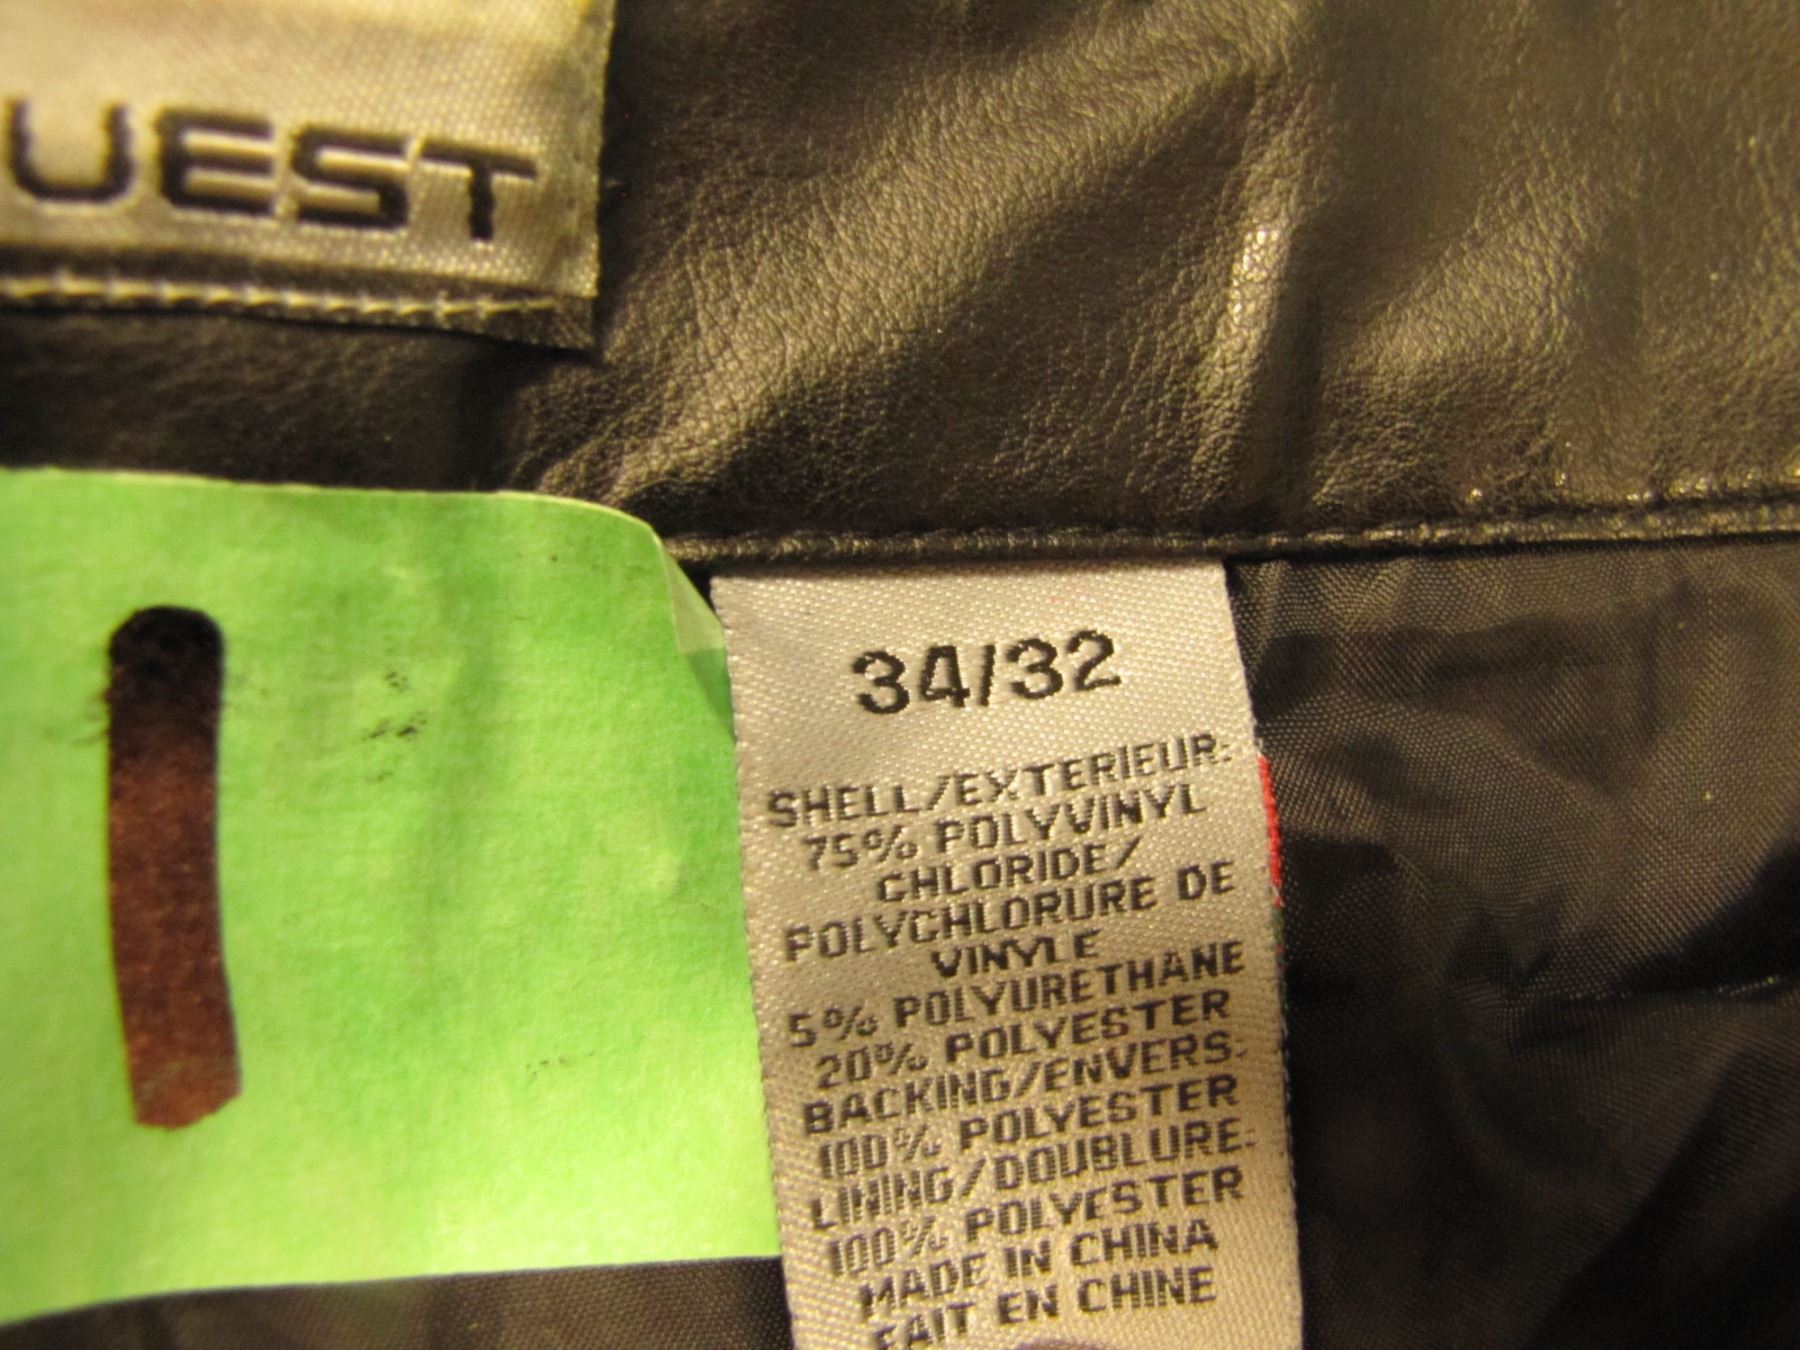 UEST
34/32
SHELL/EXTERIEUR:
75% POLYVINYL
CHLORIDE/
POLYCHLORURE DE
VINYLE
5% POLYURETHANE
20% POLYESTER
BACKING/ENVERS:
100% POLYESTER
LINING/DOUBLURE:
100% POLYESTER
MADE IN CHINA
FAIT EN CHINE